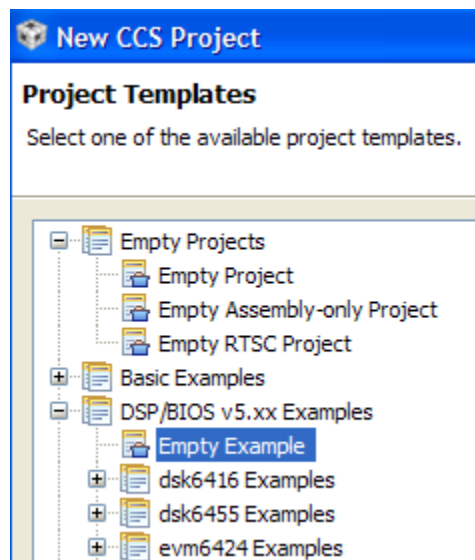 New CCS Project
Project Templates
Select one of the available project templates.
Empty Projects
Empty Project
Empty Assembly-only Project
Empty RTSC Project
Basic Examples
DSP/BIOS v5.xx Examples
Empty Example
dsk6416 Examples
dsk6455 Examples
evm6424 Examples